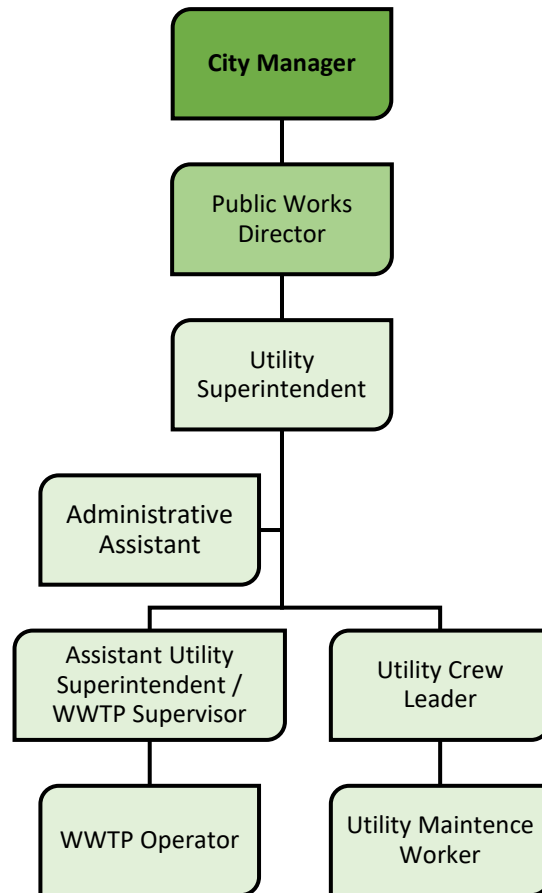 City Manager
Public Works
Director
Utility
Superintendent
Administrative
Assistant
Assistant Utility
Superintendent /
WWTP Supervisor
Utility Crew
Leader
WWTP Operator
Utility Maintence
Worker